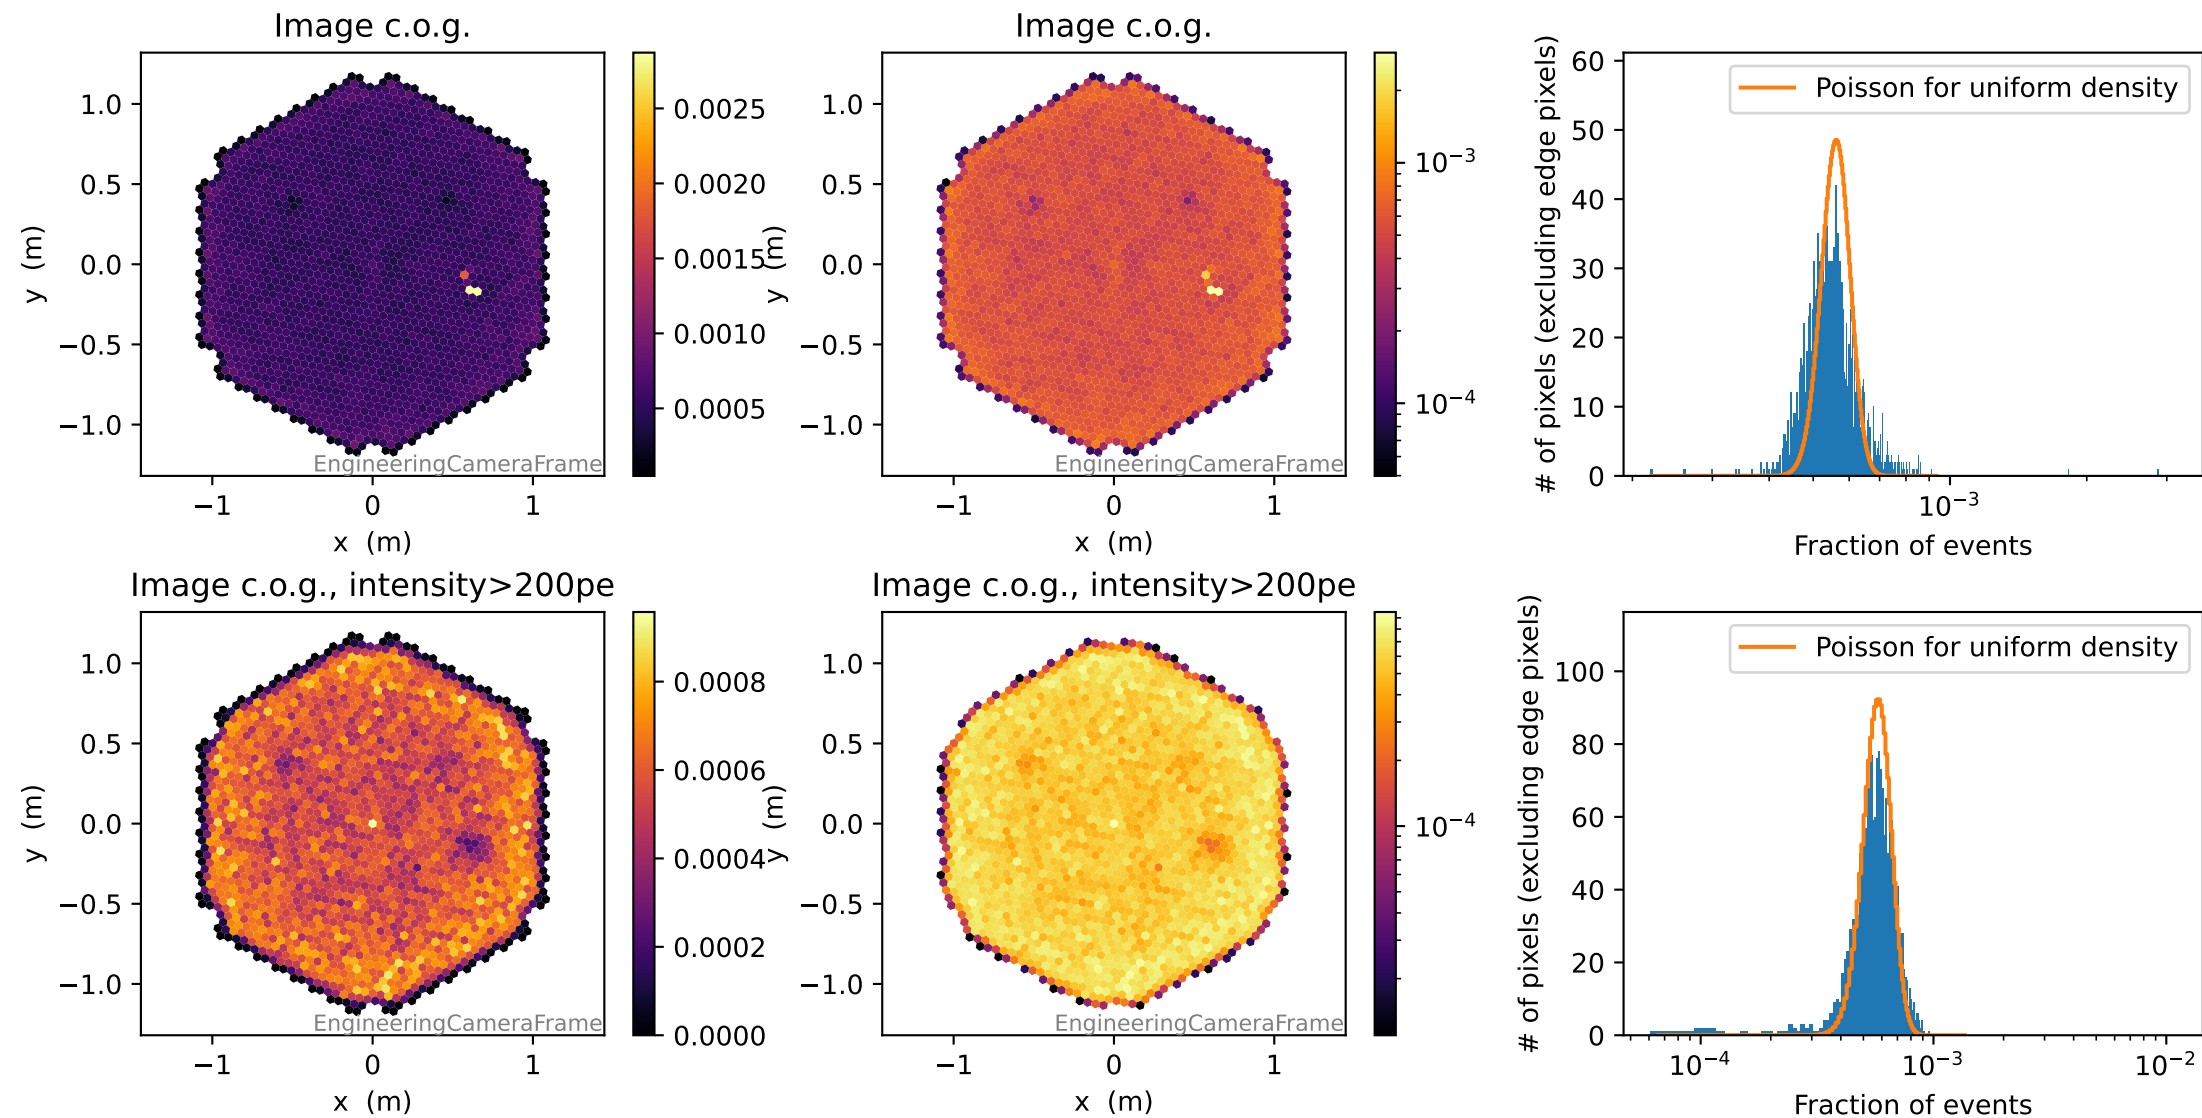 Image c.o.g.
1.0
0.5
0.0
−0.5
−1.0
y (m)
−1
0
1
x (m)
EngineeringCameraFrame
0.0025
0.0020
0.0015
0.0010
0.0005
Image c.o.g.
1.0
0.5
0.0
−0.5
−1.0
y (m)
−1
0
1
x (m)
EngineeringCameraFrame
10⁻³
10⁻⁴
60
50
40
30
20
10
0
# of pixels (excluding edge pixels)
Poisson for uniform density
10⁻³
Fraction of events
Image c.o.g., intensity>200pe
1.0
0.5
0.0
−0.5
−1.0
y (m)
−1
0
1
x (m)
EngineeringCameraFrame
0.0008
0.0006
0.0004
0.0002
0.0000
Image c.o.g., intensity>200pe
1.0
0.5
0.0
−0.5
−1.0
y (m)
−1
0
1
x (m)
EngineeringCameraFrame
10⁻⁴
100
80
60
40
20
0
# of pixels (excluding edge pixels)
Poisson for uniform density
10⁻⁴
10⁻³
10⁻²
Fraction of events